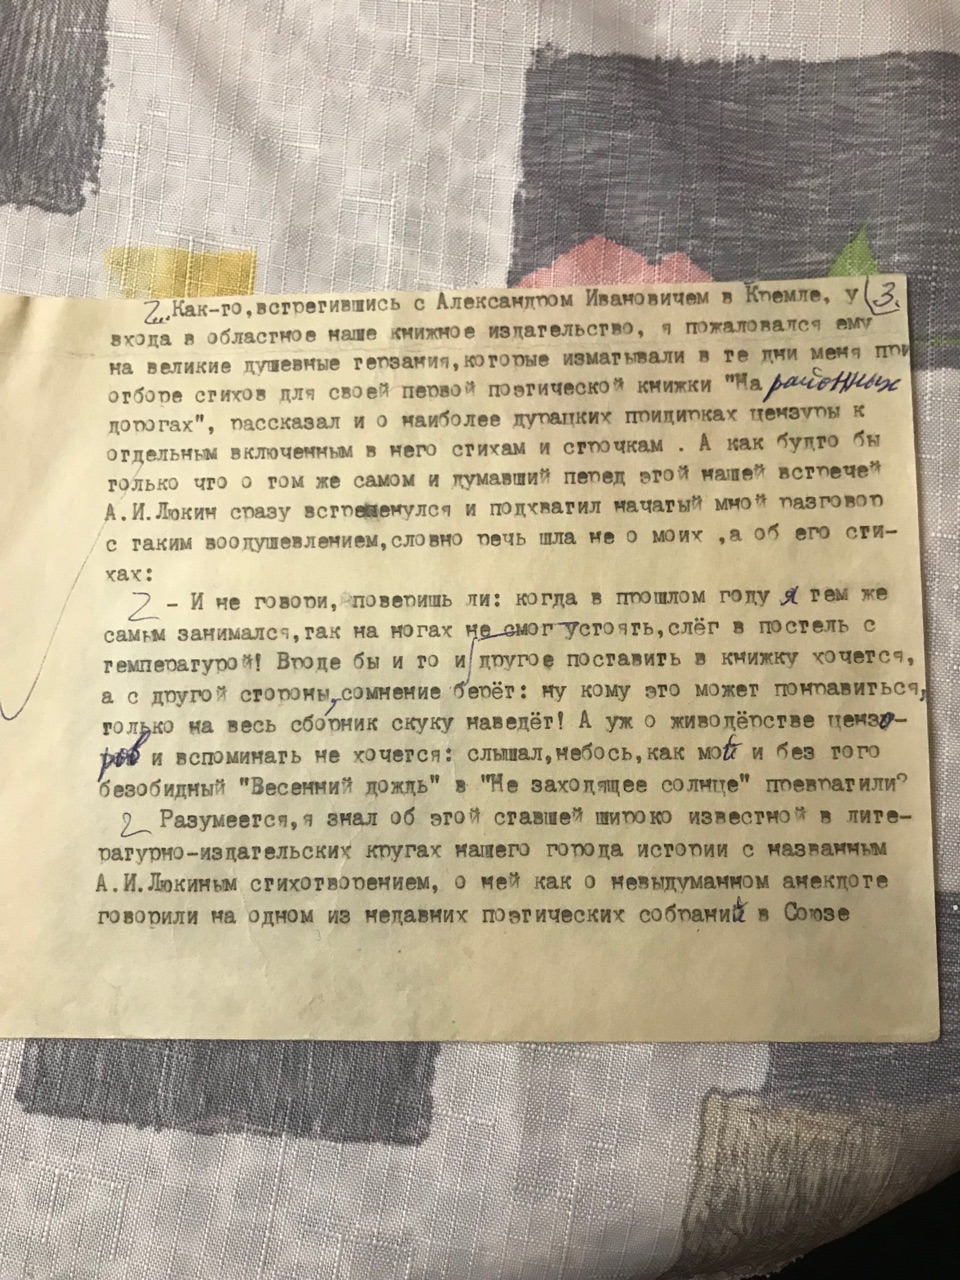 ...Как-то,встретившись с Александром Ивановичем в Кремле, у 3.
входа в областное наше книжное издательство, я пожаловался ему
на великие душевные терзания,которые изматывали в те дни меня при
отборе стихов для своей первой поэтической книжки "На районных
дорогах", рассказал и о наиболее дурацких придирках цензуры к
отдельным включенным в него стихам и строчкам . А как будто бы
только что о том же самом и думавший перед этой нашей встречей
А.И.Люкин сразу встрепенулся и подхватил начатый мной разговор
с таким воодушевлением,словно речь шла не о моих ,а об его сти-
хах:
- И не говори, поверишь ли: когда в прошлом году я тем же
самым занимался,так на ногах не смог устоять,слёг в постель с
температурой! Вроде бы и то и другое поставить в книжку хочется,
а с другой стороны,сомнение берёт: ну кому это может понравиться,
только на весь сборник скуку наведёт! А уж о живодёрстве цензо-
ров и вспоминать не хочется: слышал,небось,как мой и без того
безобидный "Весенний дождь" в "Не заходящее солнце" превратили?
Разумеется,я знал об этой ставшей широко известной в лите-
ратурно-издательских кругах нашего города истории с названным
А.И.Люкиным стихотворением, о ней как о невыдуманном анекдоте
говорили на одном из недавних поэтических собраний в Союзе